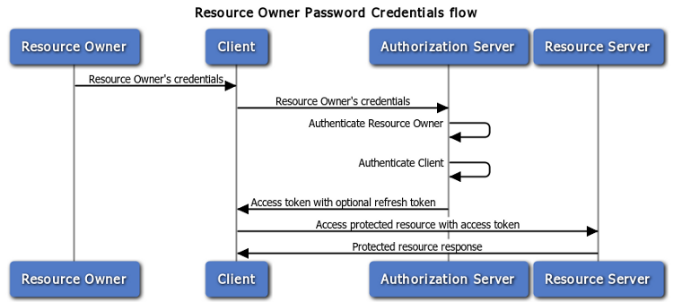 Resource Owner Password Credentials flow
Resource Owner Client Authorization Server Resource Server
Resource Owner's credentials
Resource Owner's credentials
Authenticate Resource Owner
Authenticate Client
Access token with optional refresh token
Access protected resource with access token
Protected resource response
Resource Owner Client Authorization Server Resource Server